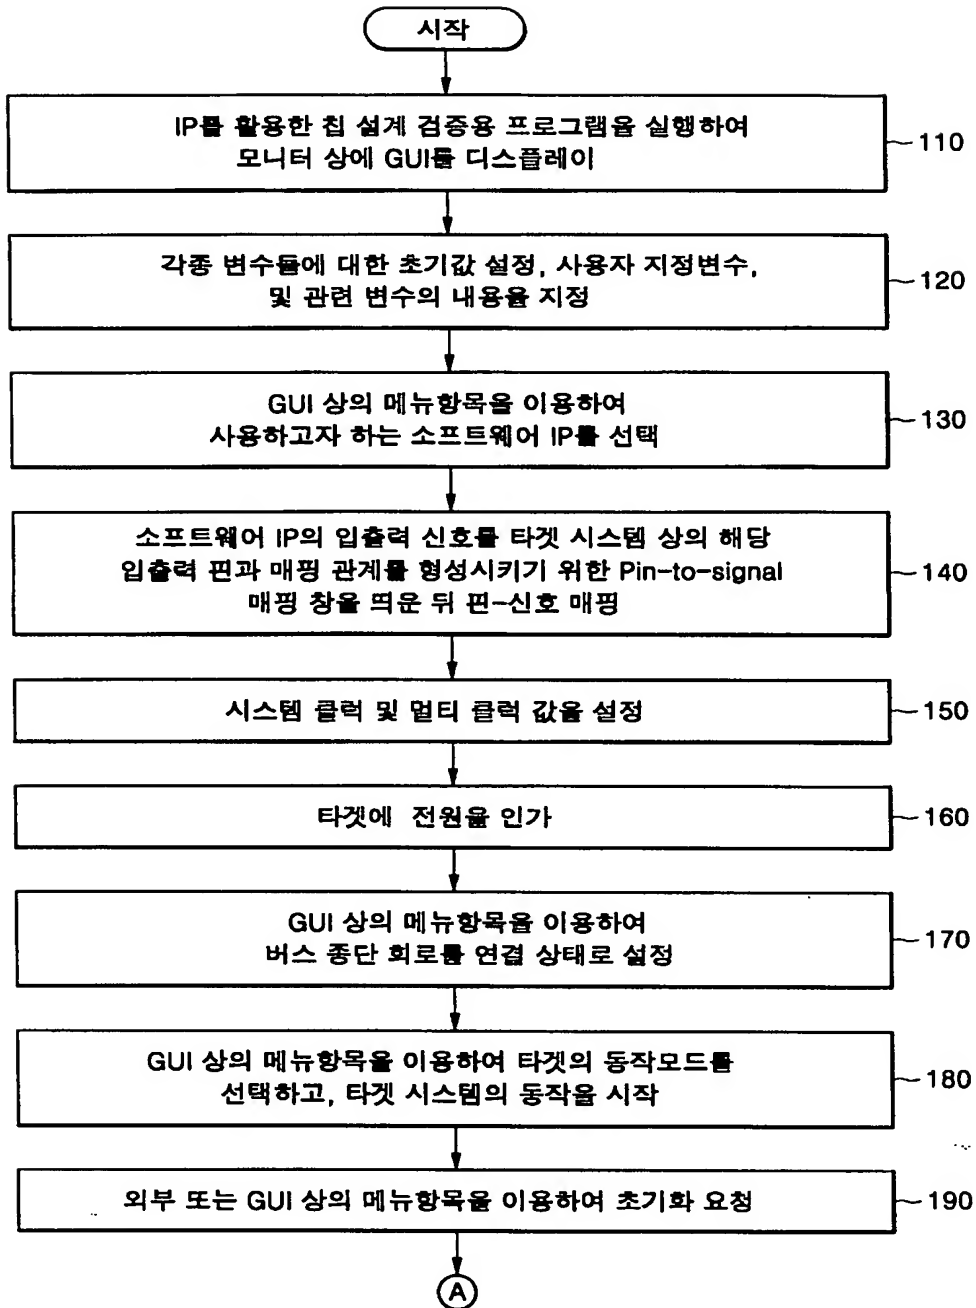 시작
IP를 활용한 칩 설계 검증용 프로그램을 실행하여
모니터 상에 GUI를 디스플레이
110
각종 변수들에 대한 초기값 설정, 사용자 지정변수,
및 관련 변수의 내용을 지정
120
GUI 상의 메뉴항목을 이용하여
사용하고자 하는 소프트웨어 IP를 선택
130
소프트웨어 IP의 입출력 신호를 타겟 시스템 상의 해당
입출력 핀과 매핑 관계를 형성시키기 위한 Pin-to-signal
매핑 창을 띄운 뒤 핀-신호 매핑
140
시스템 클럭 및 멀티 클럭 값을 설정
150
타겟에 전원을 인가
160
GUI 상의 메뉴항목을 이용하여
버스 종단 회로를 연결 상태로 설정
170
GUI 상의 메뉴항목을 이용하여 타겟의 동작모드를
선택하고, 타겟 시스템의 동작을 시작
180
외부 또는 GUI 상의 메뉴항목을 이용하여 초기화 요청
190
A